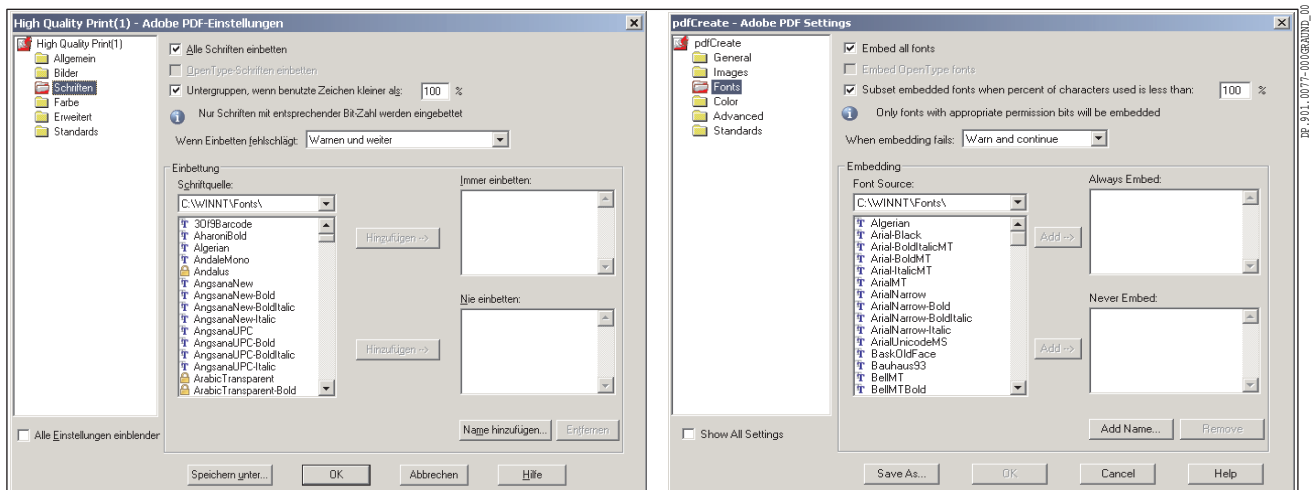 High Quality Print(1) - Adobe PDF-Einstellungen
High Quality Print(1)
Allgemein
Bilder
Schriften
Farbe
Erweitert
Standards
Alle Schriften einbetten
OpenType-Schriften einbetten
Untergruppen, wenn benutzte Zeichen kleiner als: 100 %
Nur Schriften mit entsprechender Bit-Zahl werden eingebettet
Wenn Einbetten fehlschlägt: Warnen und weiter
Einbettung
Schriftquelle:
C:\WINNT\Fonts\
3Of9Barcode
AharoniBold
Algerian
AndaleMono
Andalus
AngsanaNew
AngsanaNew-Bold
AngsanaNew-BoldItalic
AngsanaNew-Italic
AngsanaUPC
AngsanaUPC-Bold
AngsanaUPC-BoldItalic
AngsanaUPC-Italic
ArabicTransparent
ArabicTransparent-Bold
Hinzufügen -->
Hinzufügen -->
Immer einbetten:
Nie einbetten:
Name hinzufügen... Entfernen
Alle Einstellungen einblenden
Speichern unter... OK Abbrechen Hilfe
pdfCreate - Adobe PDF Settings
pdfCreate
General
Images
Fonts
Color
Advanced
Standards
Embed all fonts
Embed OpenType fonts
Subset embedded fonts when percent of characters used is less than: 100 %
Only fonts with appropriate permission bits will be embedded
When embedding fails: Warn and continue
Embedding
Font Source:
C:\WINNT\Fonts\
Algerian
Arial-Black
Arial-BoldItalicMT
Arial-BoldMT
Arial-ItalicMT
ArialMT
ArialNarrow
ArialNarrow-Bold
ArialNarrow-BoldItalic
ArialNarrow-Italic
ArialUnicodeMS
BaskOldFace
Bauhaus93
BellMT
BellMTBold
Add -->
Add -->
Always Embed:
Never Embed:
Add Name... Remove
Show All Settings
Save As... OK Cancel Help
DP.901.0077-000GRAUND_00